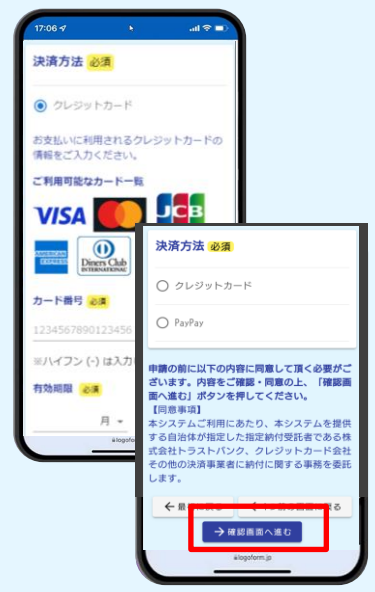 17:06
決済方法 必須
クレジットカード
お支払いに利用されるクレジットカードの
情報をご入力ください。
ご利用可能なカード一覧
VISA
JCB
AMERICAN
EXPRESS
Diners Club
INTERNATIONAL
カード番号 必須
1234567890123456
※ハイフン (-) は入力
有効期限 必須
月
決済方法 必須
クレジットカード
PayPay
申請の前に以下の内容に同意して頂く必要がご
ざいます。内容をご確認・同意の上、「確認画
面へ進む」ボタンを押してください。
【同意事項】
本システムご利用にあたり、本システムを提供
する自治体が指定した指定納付受託者である株
式会社トラストバンク、クレジットカード会社
その他の決済事業者に納付に関する事務を委託
します。
る
→確認画面へ進む
logoform.jp